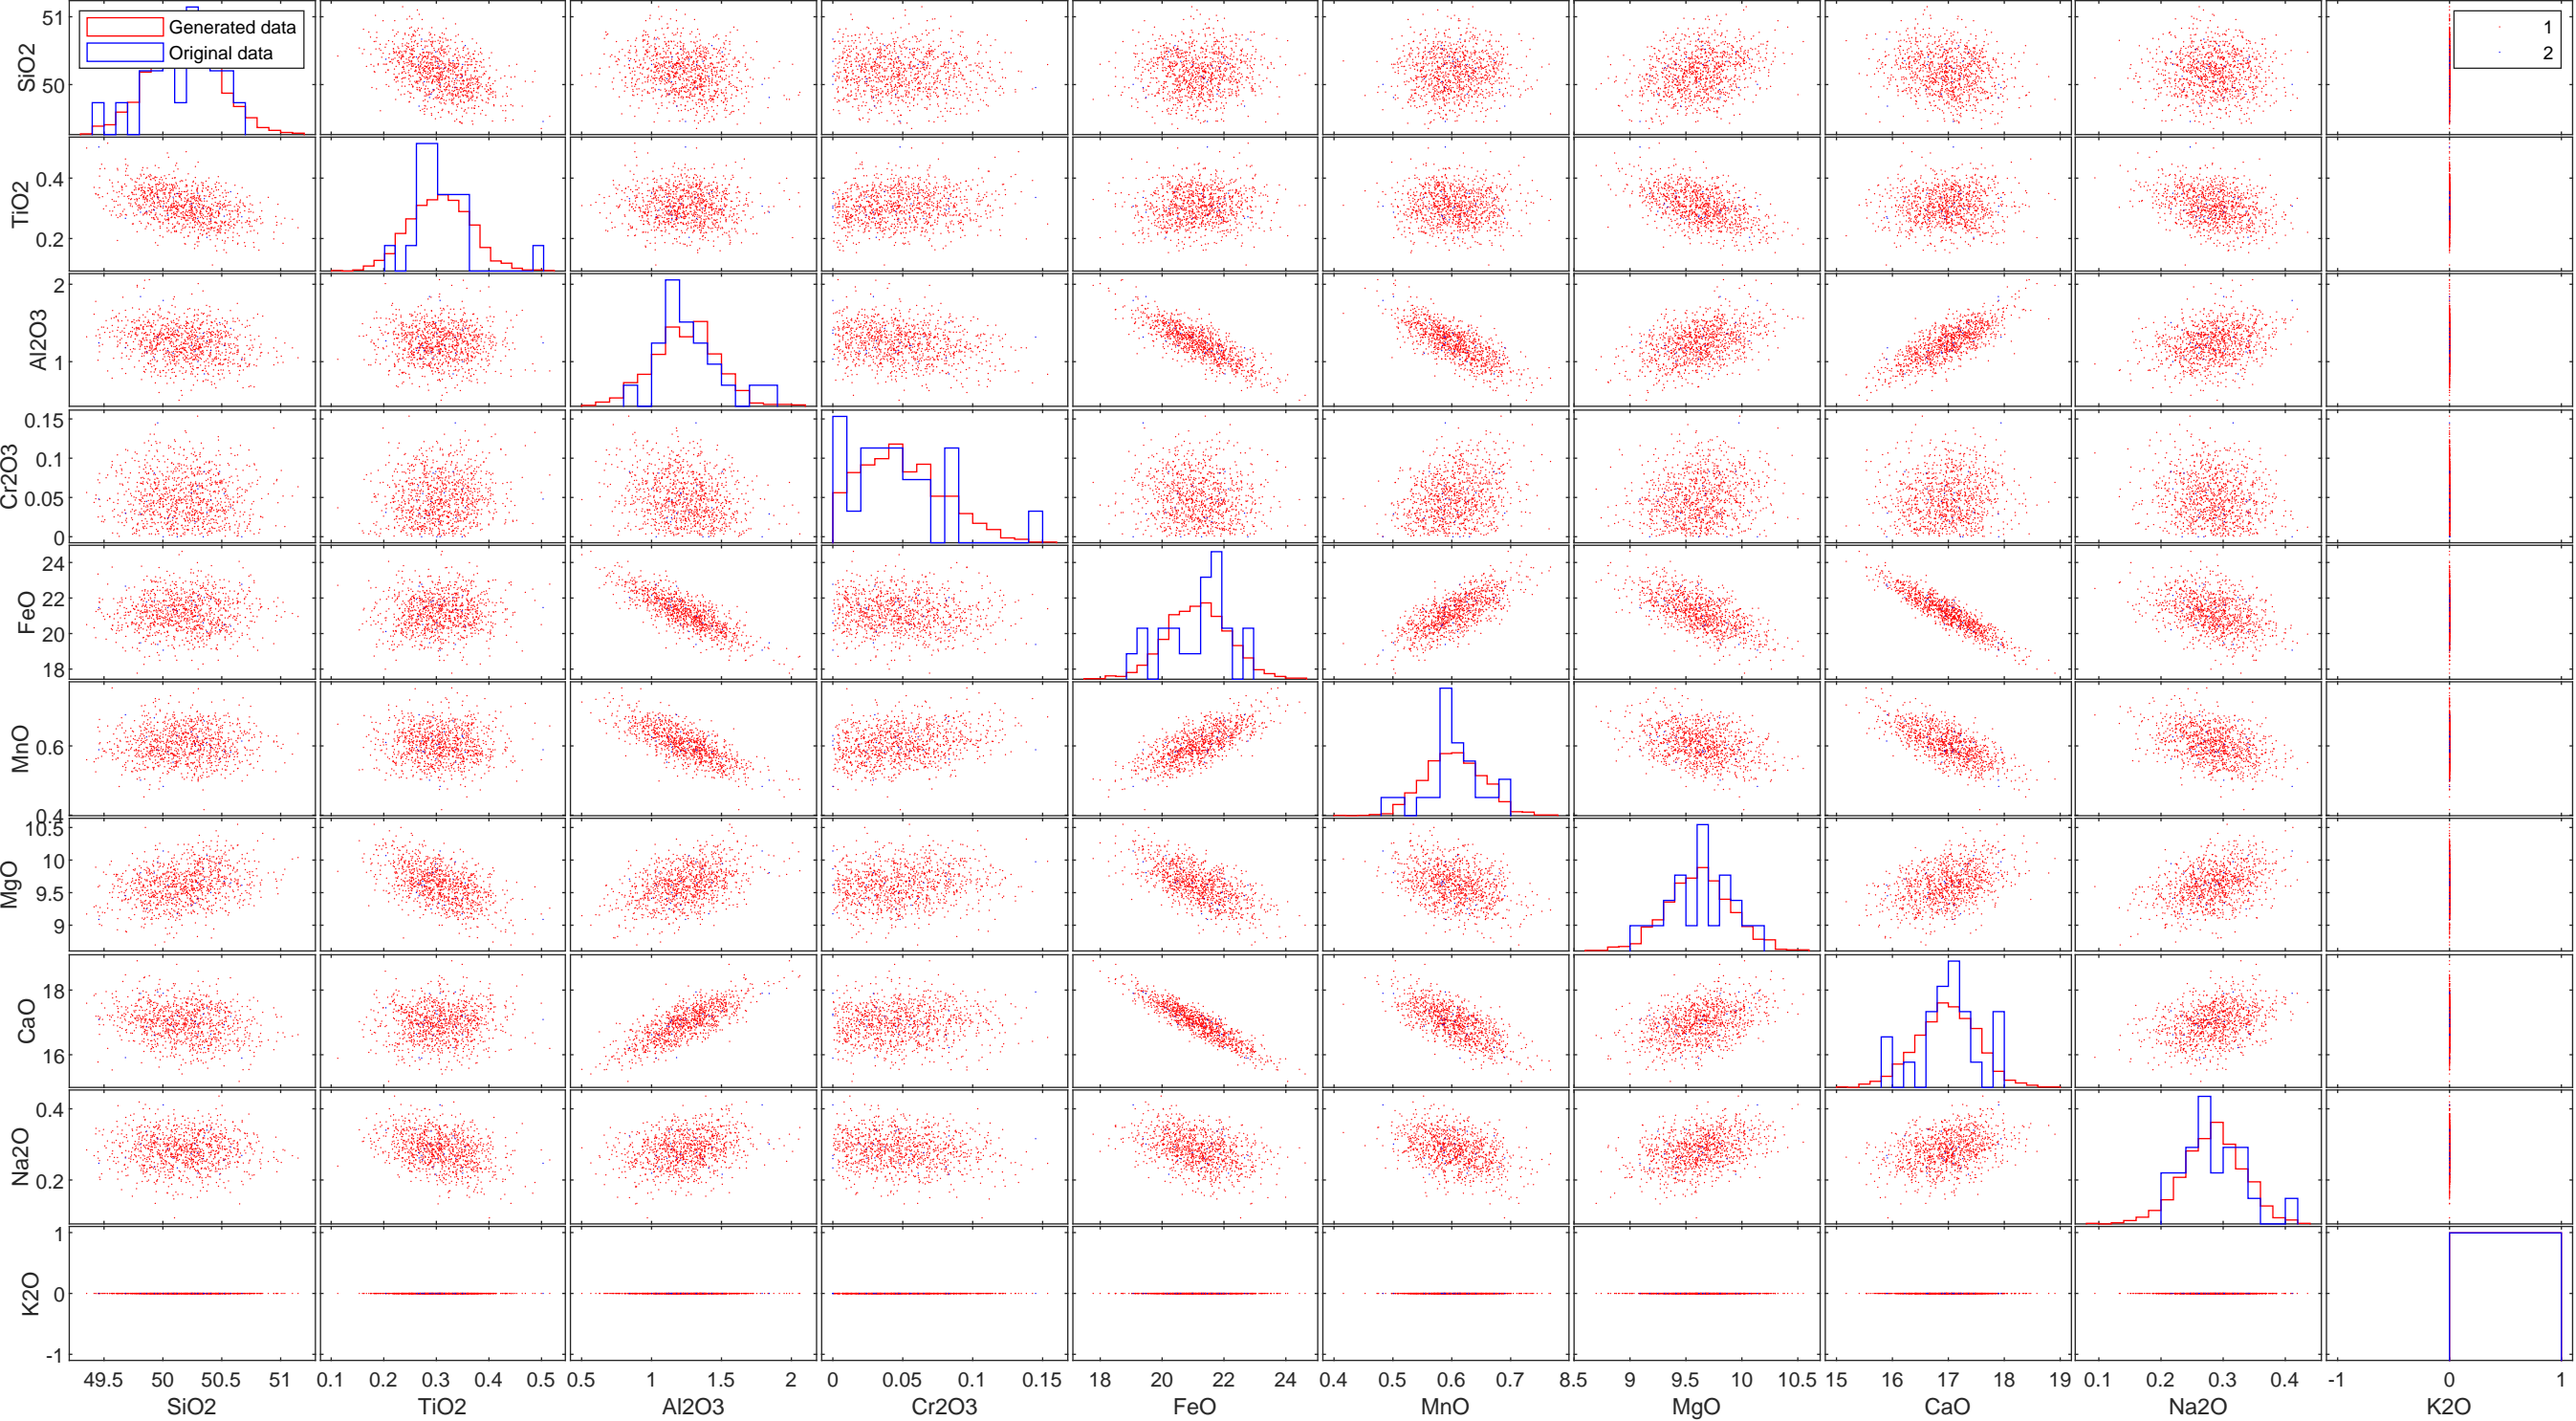 51
Generated data
1
Original data
2
SiO2
50
0.4
TiO2
0.2
2
Al2O3
1
0.15
0.1
Cr2O3
0.05
0
24
22
FeO
20
18
MnO
0.6
0.4
10.5
10
MgO
9.5
9
18
CaO
16
0.4
Na2O
0.2
1
K2O
0
-1
49.5 50 50.5 51 0.1 0.2 0.3 0.4 0.5 0.5 1 1.5 2 0 0.05 0.1 0.15 18 20 22 24 0.4 0.5 0.6 0.7 8.5 9 9.5 10 10.5 15 16 17 18 19 0.1 0.2 0.3 0.4 -1 0 1
SiO2 TiO2 Al2O3 Cr2O3 FeO MnO MgO CaO Na2O K2O